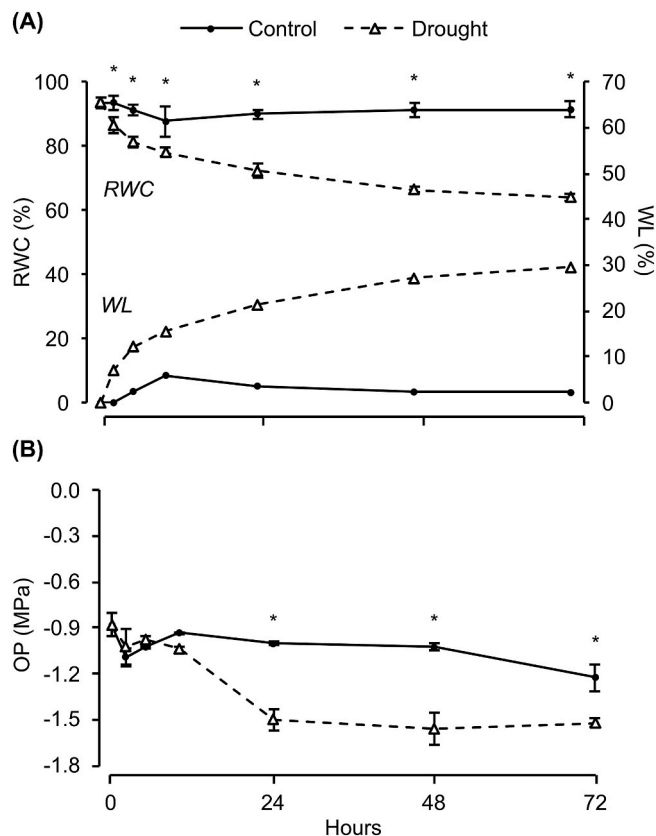 (A)
Control Drought
* * * * * *
100 70
80 60
60 50
40 40
20 30
0 20
10
0
RWC (%)
WL (%)
RWC
WL
(B)
0.0
-0.3
-0.6
-0.9
-1.2
-1.5
-1.8
OP (MPa)
* * *
0 24 48 72
Hours